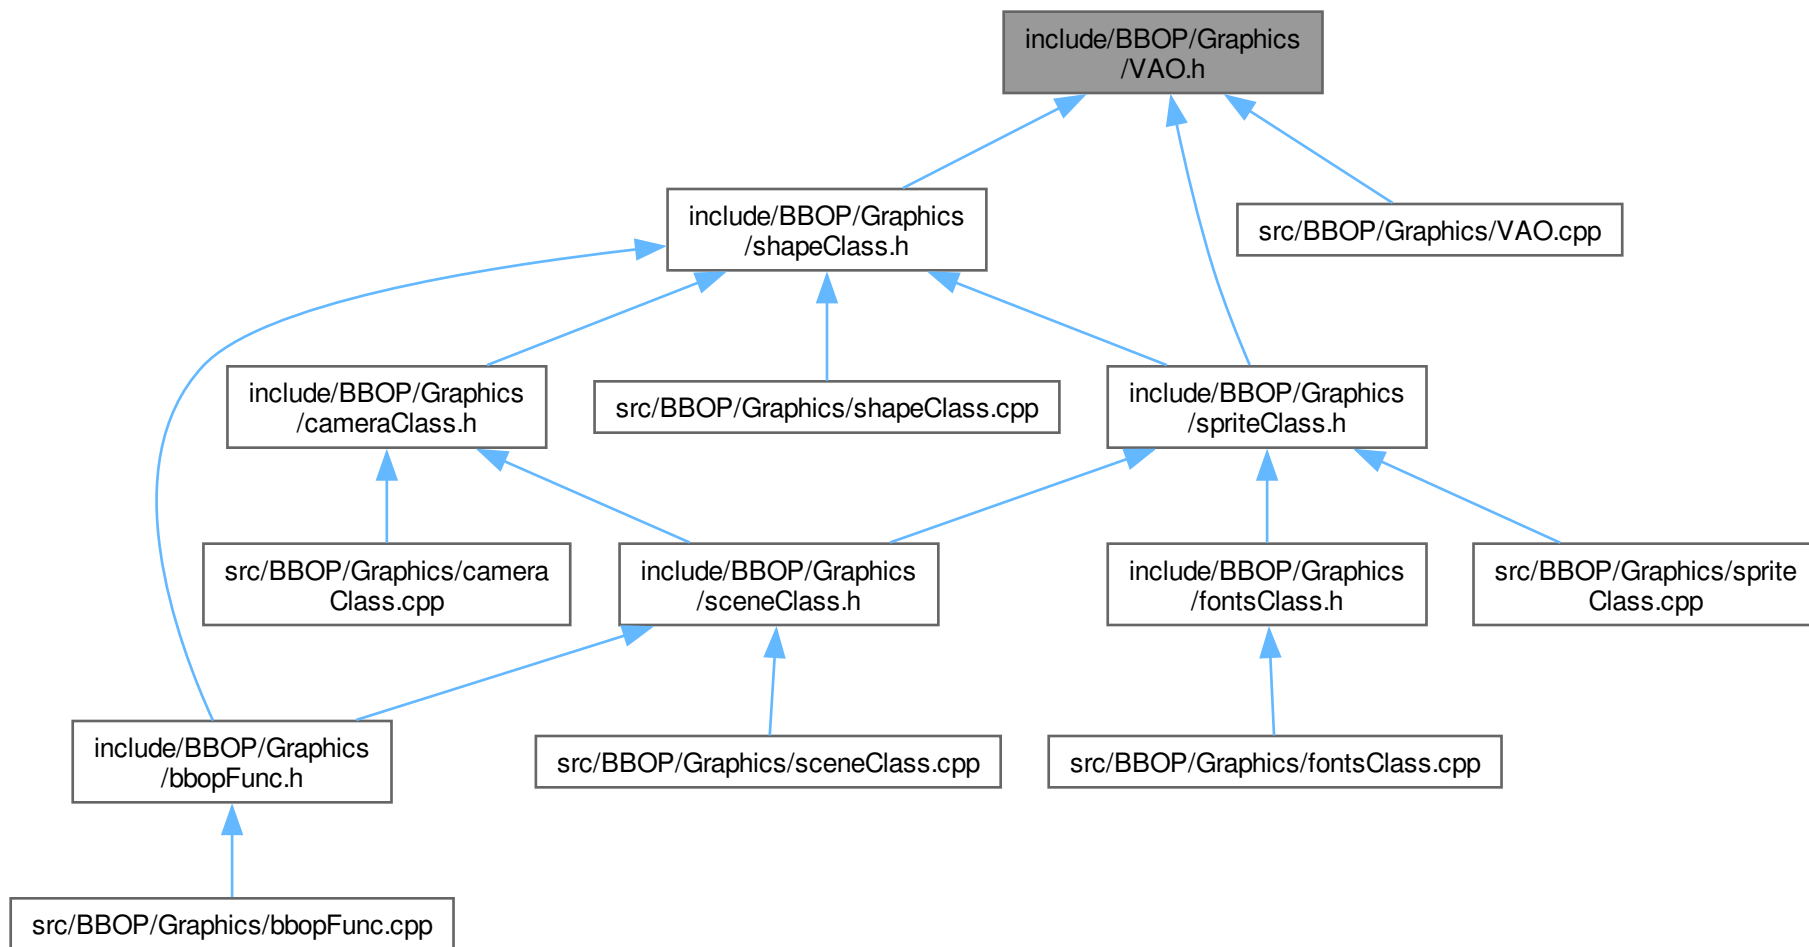 include/BBOP/Graphics
/VAO.h
include/BBOP/Graphics
/shapeClass.h
src/BBOP/Graphics/VAO.cpp
include/BBOP/Graphics
/cameraClass.h
src/BBOP/Graphics/shapeClass.cpp
include/BBOP/Graphics
/spriteClass.h
src/BBOP/Graphics/camera
Class.cpp
include/BBOP/Graphics
/sceneClass.h
include/BBOP/Graphics
/fontsClass.h
src/BBOP/Graphics/sprite
Class.cpp
include/BBOP/Graphics
/bbopFunc.h
src/BBOP/Graphics/sceneClass.cpp
src/BBOP/Graphics/fontsClass.cpp
src/BBOP/Graphics/bbopFunc.cpp